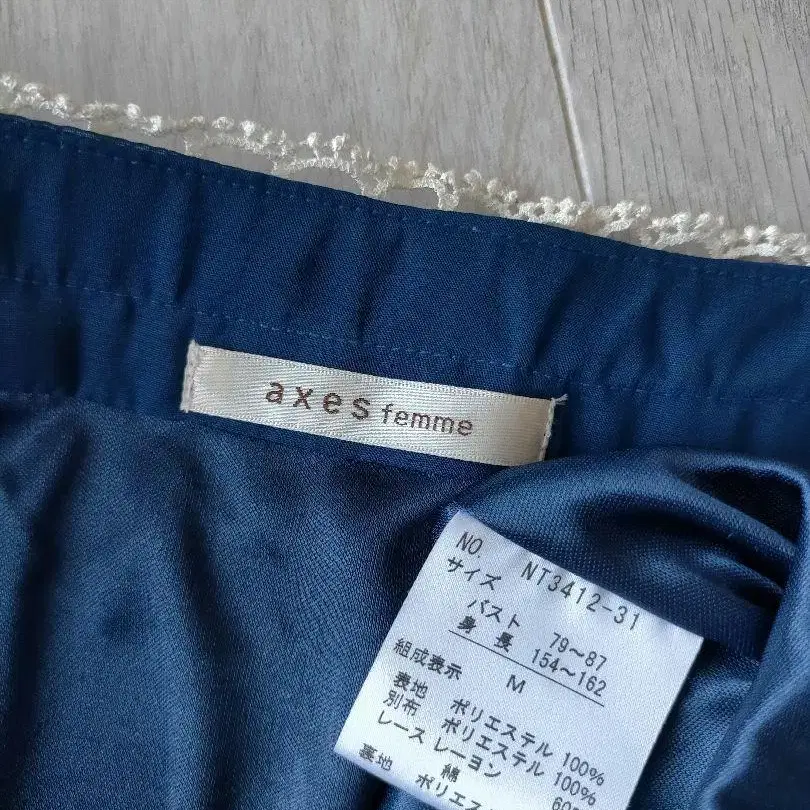 axes femme
NO. NT3412-31
サイズ
バスト 79～87
身長 154～162
M
組成表示
表地 ポリエステル 100%
別布 ポリエステル 100%
レース レーヨン
綿
裏地 ポリエス